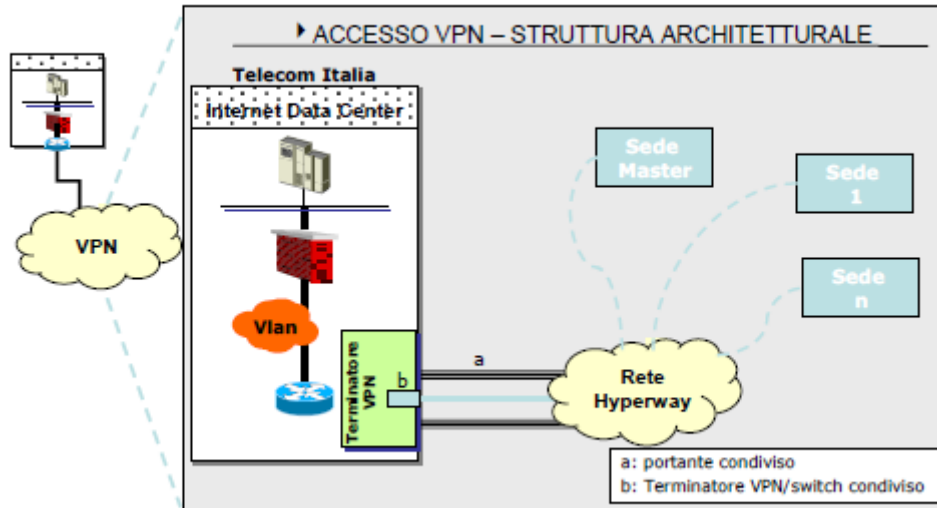 ACCESSO VPN – STRUTTURA ARCHITETTURALE
Telecom Italia
Internet Data Center
VPN
Vlan
Terminatore
VPN
b
a
Sede
Master
Sede
1
Sede
n
Rete
Hyperway
a: portante condiviso
b: Terminatore VPN/switch condiviso